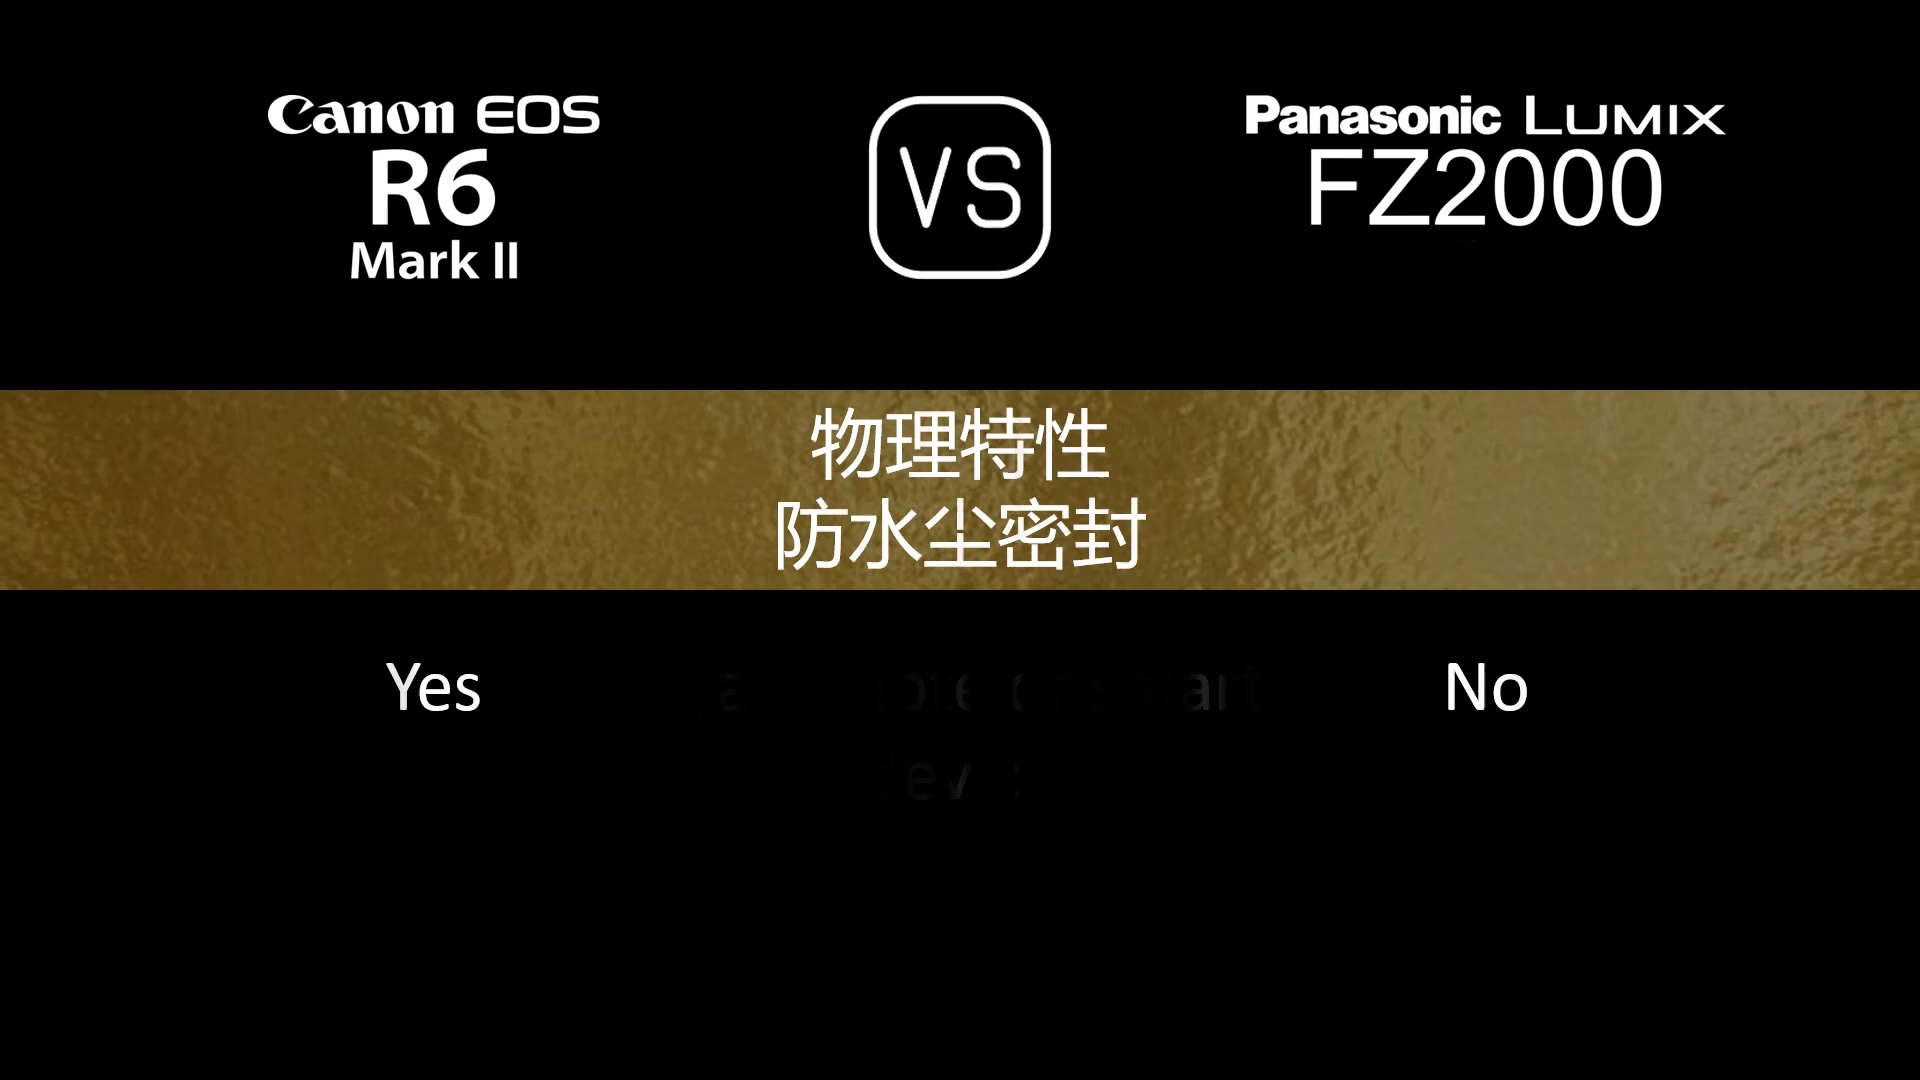 Canon EOS
R6
Mark II
VS
Panasonic LUMIX
FZ2000
物理特性
防水尘密封
Yes
No